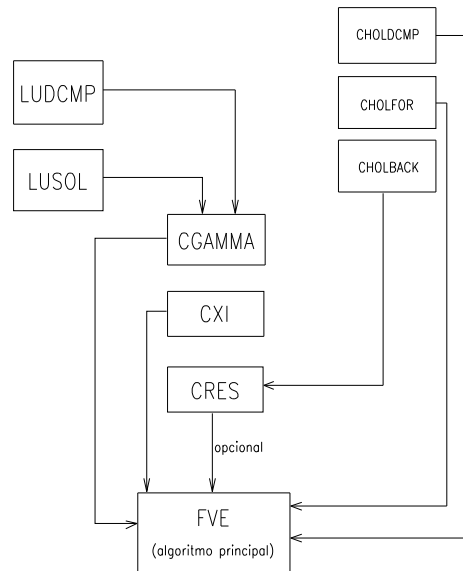 CHOLDCMP
LUDCMP
CHOLFOR
LUSOL
CHOLBACK
CGAMMA
CXI
CRES
opcional
FVE
(algoritmo principal)